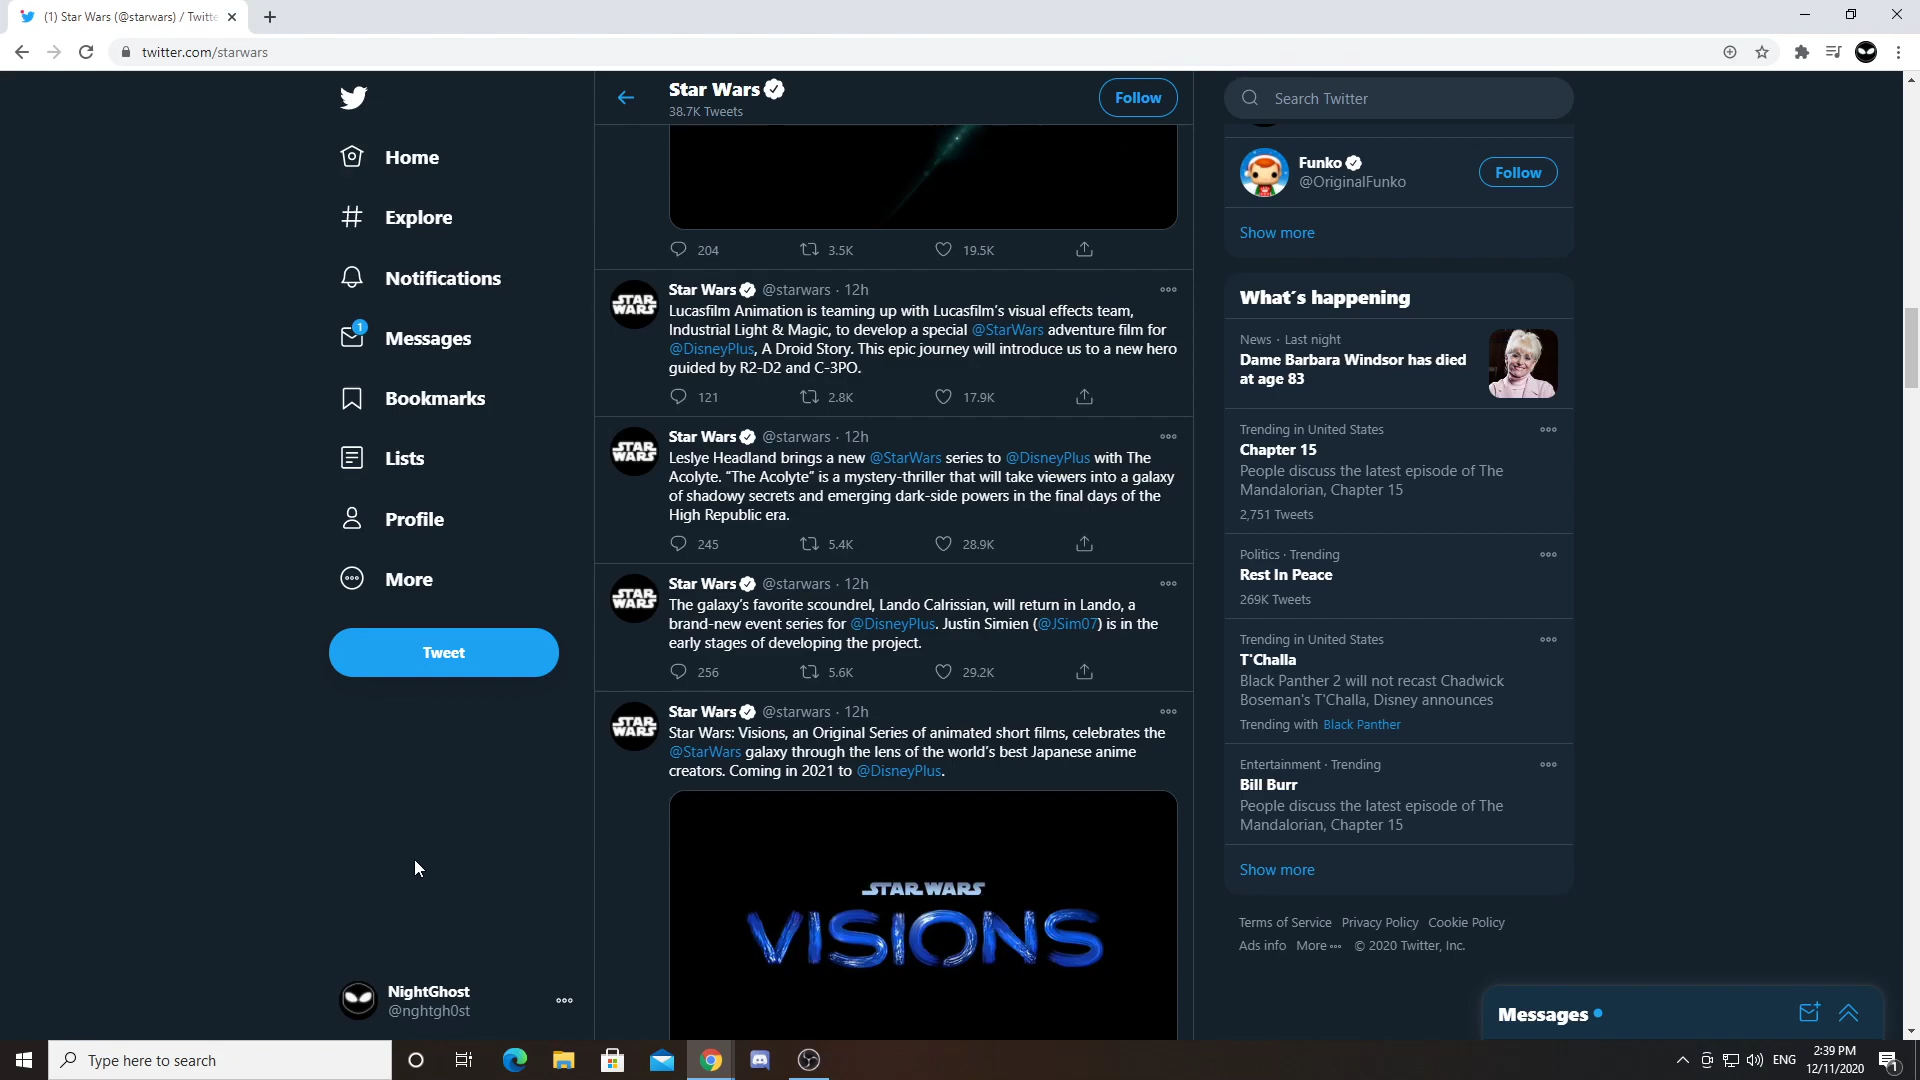 (1) Star Wars (@starwars) / Twitte
twitter.com/starwars
Home
Explore
Notifications
1
Messages
Bookmarks
Lists
Profile
More
Tweet
NightGhost
@nghtgh0st
Star Wars
38.7K Tweets
Follow
204 3.5K 19.5K
STAR WARS
Star Wars @starwars · 12h
Lucasfilm Animation is teaming up with Lucasfilm's visual effects team,
Industrial Light & Magic, to develop a special @StarWars adventure film for
@DisneyPlus, A Droid Story. This epic journey will introduce us to a new hero
guided by R2-D2 and C-3PO.
121 2.8K 17.9K
STAR WARS
Star Wars @starwars · 12h
Leslye Headland brings a new @StarWars series to @DisneyPlus with The
Acolyte. "The Acolyte" is a mystery-thriller that will take viewers into a galaxy
of shadowy secrets and emerging dark-side powers in the final days of the
High Republic era.
245 5.4K 28.9K
STAR WARS
Star Wars @starwars · 12h
The galaxy's favorite scoundrel, Lando Calrissian, will return in Lando, a
brand-new event series for @DisneyPlus. Justin Simien (@JSim07) is in the
early stages of developing the project.
256 5.6K 29.2K
STAR WARS
Star Wars @starwars · 12h
Star Wars: Visions, an Original Series of animated short films, celebrates the
@StarWars galaxy through the lens of the world's best Japanese anime
creators. Coming in 2021 to @DisneyPlus.
STAR WARS
VISIONS
Search Twitter
Funko
@OriginalFunko
Follow
Show more
What's happening
News · Last night
Dame Barbara Windsor has died
at age 83
Trending in United States
Chapter 15
People discuss the latest episode of The
Mandalorian, Chapter 15
2,751 Tweets
Politics · Trending
Rest In Peace
269K Tweets
Trending in United States
T'Challa
Black Panther 2 will not recast Chadwick
Boseman's T'Challa, Disney announces
Trending with Black Panther
Entertainment · Trending
Bill Burr
People discuss the latest episode of The
Mandalorian, Chapter 15
Show more
Terms of Service Privacy Policy Cookie Policy
Ads info More © 2020 Twitter, Inc.
Messages
Type here to search
ENG
2:39 PM
12/11/2020
1